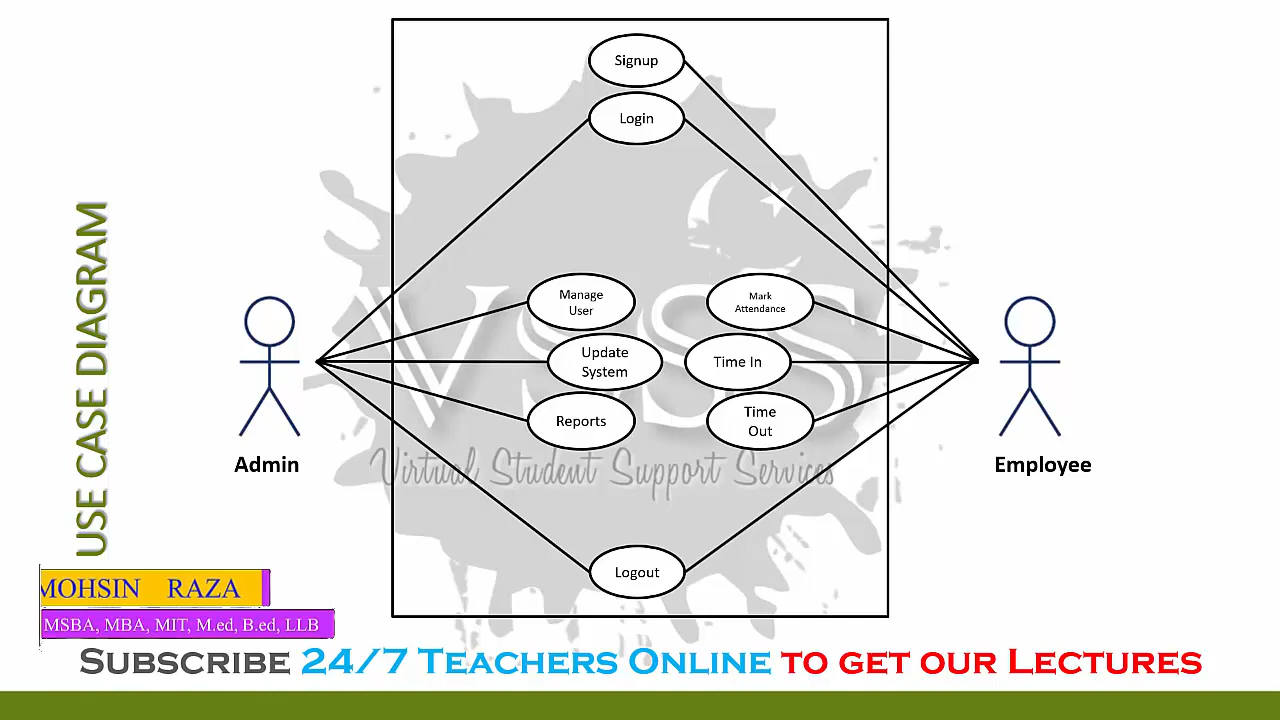 Signup
Login
USE CASE DIAGRAM
Manage
User
Mark
Attendance
Update
System
Time In
Reports
Time
Out
VSSS
Virtual Student Support Services
Admin
Employee
Logout
MOHSIN RAZA
MSBA, MBA, MIT, M.ed, B.ed, LLB
Subscribe 24/7 Teachers Online to get our Lectures